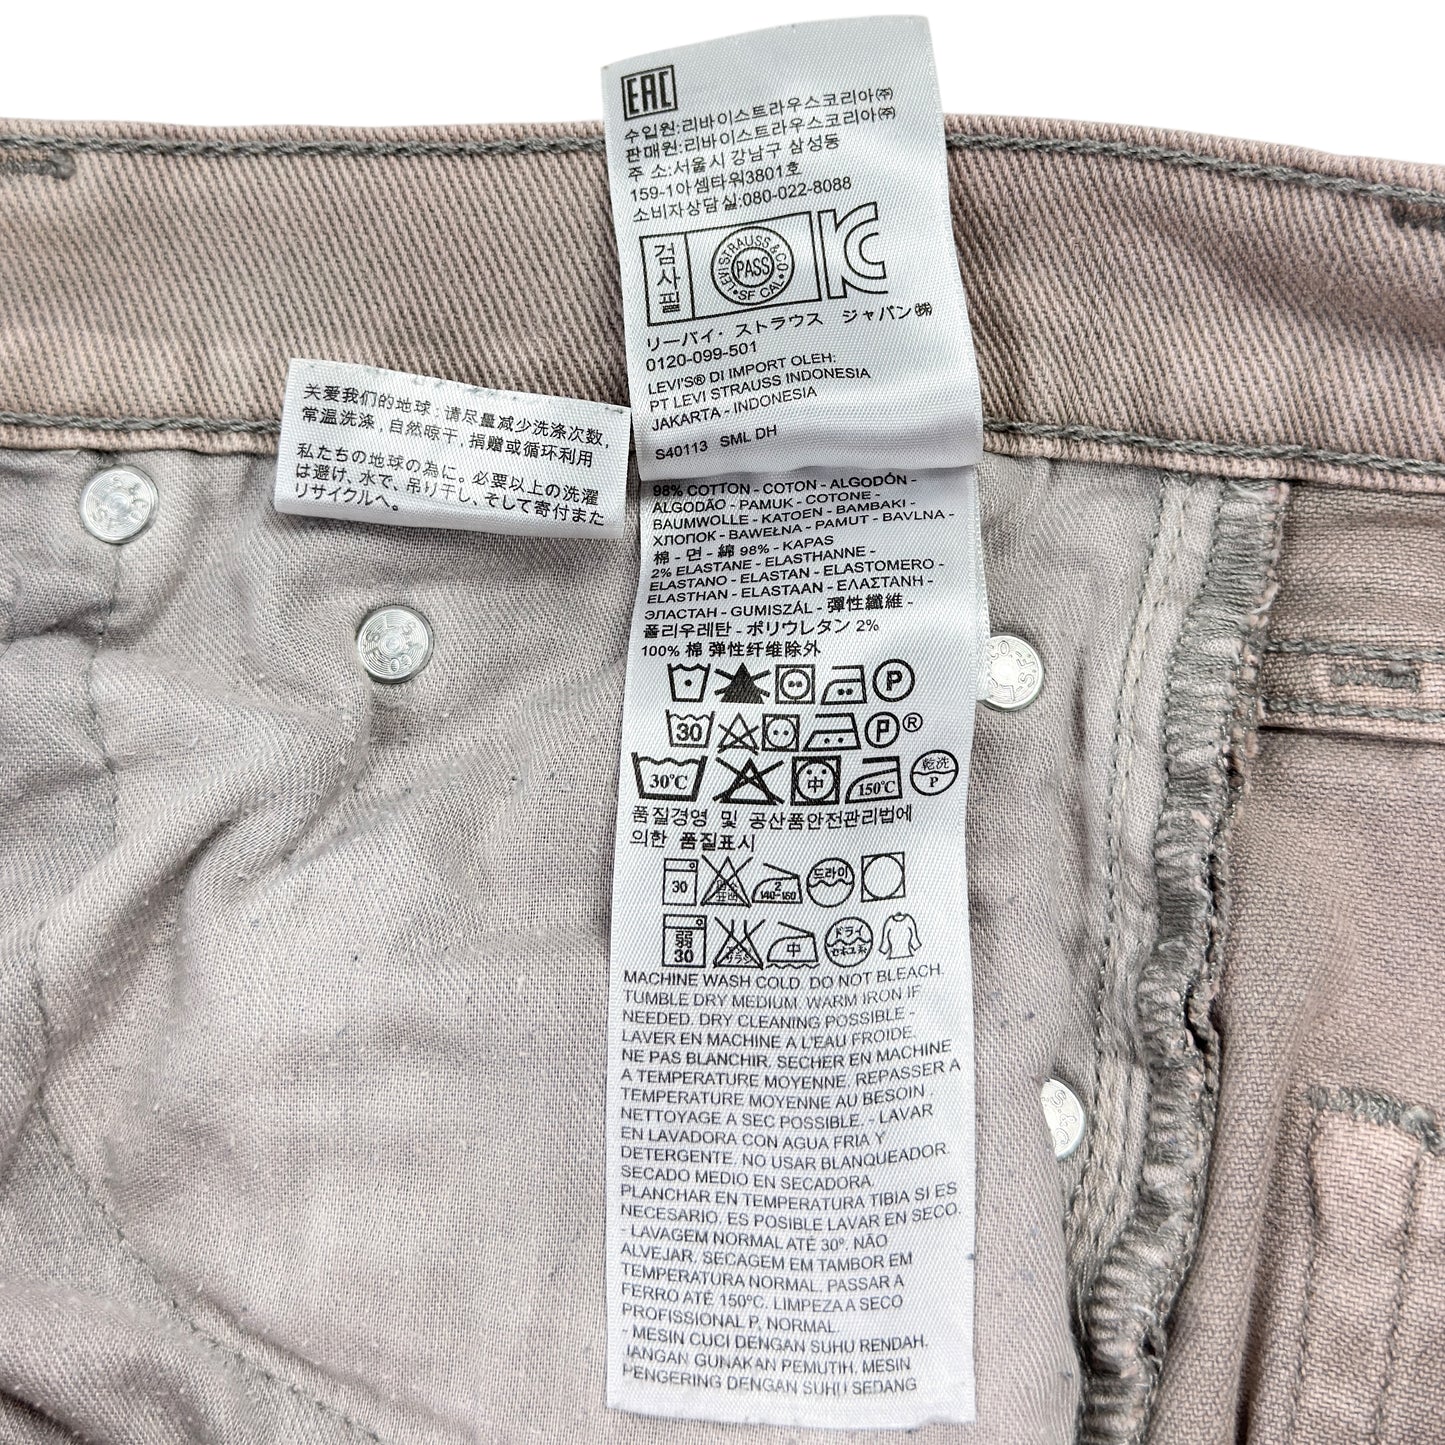 EAC
수입원:리바이스트라우스코리아㈜
판매원:리바이스트라우스코리아㈜
주 소:서울시 강남구 삼성동
159-1아셈타워3801호
소비자상담실:080-022-8088
검사필
LEVI STRAUSS & CO
PASS
SF CAL
リーバイ・ストラウス ジャパン㈱
0120-099-501
LEVI'S® DI IMPORT OLEH:
PT LEVI STRAUSS INDONESIA
JAKARTA - INDONESIA
S40113 SML DH
关爱我们的地球:请尽量减少洗涤次数,
常温洗涤,自然晾干,捐赠或循环利用
私たちの地球の為に。必要以上の洗濯
は避け、水で、吊り干し、そして寄付また
リサイクルへ。
98% COTTON - COTON - ALGODÓN -
ALGODÃO - PAMUK - COTONE -
BAUMWOLLE - KATOEN - BAMBAKI -
ХЛОПОК - BAWEŁNA - PAMUT - BAVLNA -
棉 - 면 - 綿 98% - KAPAS
2% ELASTANE - ELASTHANNE -
ELASTANO - ELASTAN - ELASTOMERO -
ELASTHAN - ELASTAAN - ΕΛΑΣΤΑΝΗ -
ЭЛАСТАН - GUMISZÁL - 彈性纖維 -
폴리우레탄 - ポリウレタン 2%
100% 棉 弹性纤维除外
P
30 P®
30℃ 中 150℃ 乾洗 P
품질경영 및 공산품안전관리법에
의한 품질표시
30 2 140-160 드라이
弱 30 中 ドライ
MACHINE WASH COLD. DO NOT BLEACH.
TUMBLE DRY MEDIUM. WARM IRON IF
NEEDED. DRY CLEANING POSSIBLE -
LAVER EN MACHINE A L'EAU FROIDE.
NE PAS BLANCHIR. SECHER EN MACHINE
A TEMPERATURE MOYENNE. REPASSER A
TEMPERATURE MOYENNE AU BESOIN
NETTOYAGE A SEC POSSIBLE. - LAVAR
EN LAVADORA CON AGUA FRIA Y
DETERGENTE. NO USAR BLANQUEADOR.
SECADO MEDIO EN SECADORA.
PLANCHAR EN TEMPERATURA TIBIA SI ES
NECESARIO. ES POSIBLE LAVAR EN SECO.
- LAVAGEM NORMAL ATÉ 30º. NÃO
ALVEJAR. SECAGEM EM TAMBOR EM
TEMPERATURA NORMAL. PASSAR A
FERRO ATÉ 150ºC. LIMPEZA A SECO
PROFISSIONAL P, NORMAL.
- MESIN CUCI DENGAN SUHU RENDAH.
JANGAN GUNAKAN PEMUTIH. MESIN
PENGERING DENGAN SUHU SEDANG